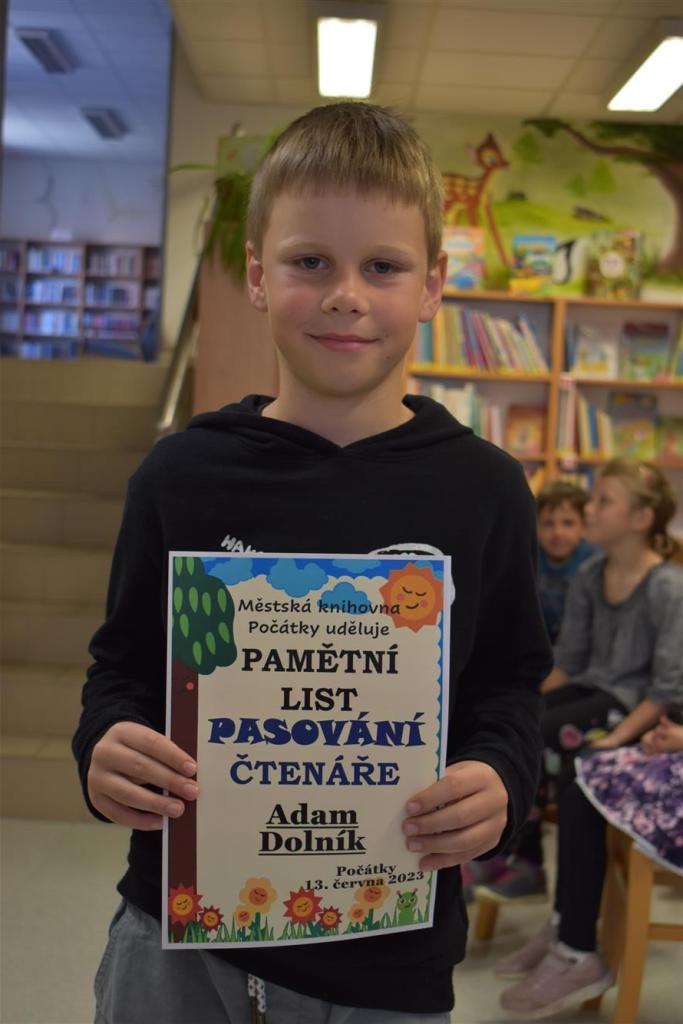 Městská knihovna
Počátky uděluje
PAMĚTNÍ
LIST
PASOVÁNÍ
ČTENÁŘE
Adam
Dolník
Počátky
13. června 2023